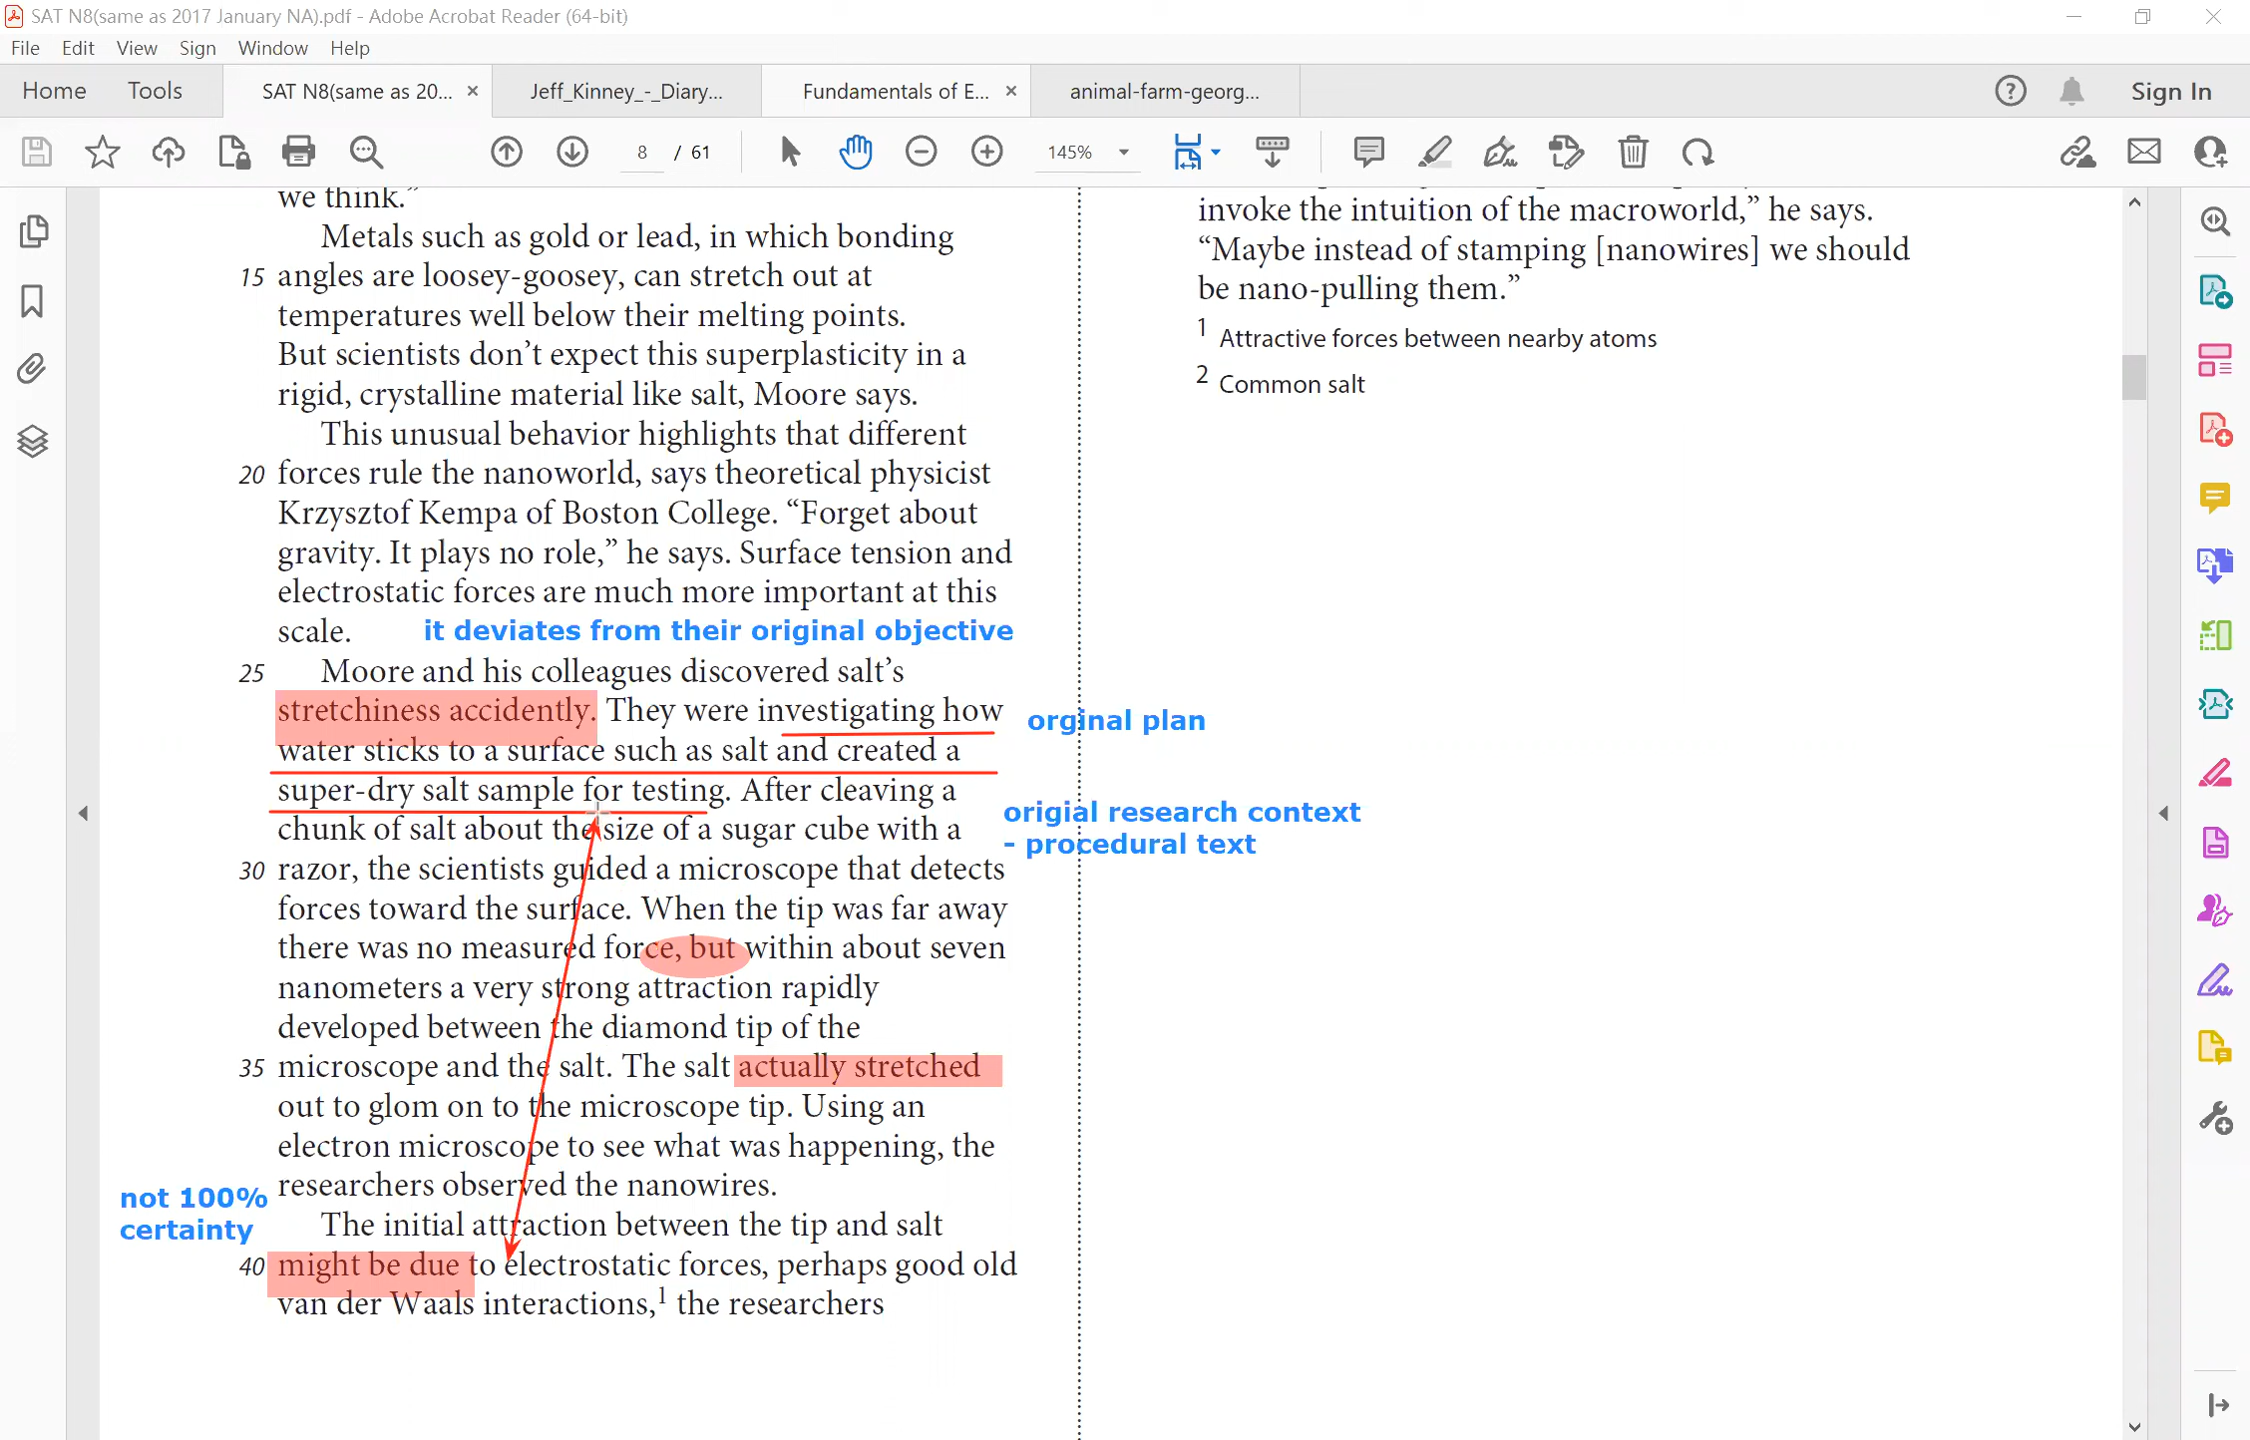 SAT N8(same as 2017 January NA).pdf - Adobe Acrobat Reader (64-bit)
File Edit View Sign Window Help
Home Tools SAT N8(same as 20... × Jeff_Kinney_-_Diary... Fundamentals of E... × animal-farm-georg... Sign In
8 / 61 145%
we think.”
Metals such as gold or lead, in which bonding
15 angles are loosey-goosey, can stretch out at
temperatures well below their melting points.
But scientists don’t expect this superplasticity in a
rigid, crystalline material like salt, Moore says.
This unusual behavior highlights that different
20 forces rule the nanoworld, says theoretical physicist
Krzysztof Kempa of Boston College. “Forget about
gravity. It plays no role,” he says. Surface tension and
electrostatic forces are much more important at this
scale.
it deviates from their original objective
25 Moore and his colleagues discovered salt’s
stretchiness accidently. They were investigating how
orginal plan
water sticks to a surface such as salt and created a
super-dry salt sample for testing. After cleaving a
chunk of salt about the size of a sugar cube with a
origial research context
- procedural text
30 razor, the scientists guided a microscope that detects
forces toward the surface. When the tip was far away
there was no measured force, but within about seven
nanometers a very strong attraction rapidly
developed between the diamond tip of the
35 microscope and the salt. The salt actually stretched
out to glom on to the microscope tip. Using an
electron microscope to see what was happening, the
researchers observed the nanowires.
not 100%
certainty
The initial attraction between the tip and salt
40 might be due to electrostatic forces, perhaps good old
van der Waals interactions,1 the researchers
invoke the intuition of the macroworld,” he says.
“Maybe instead of stamping [nanowires] we should
be nano-pulling them.”
1 Attractive forces between nearby atoms
2 Common salt